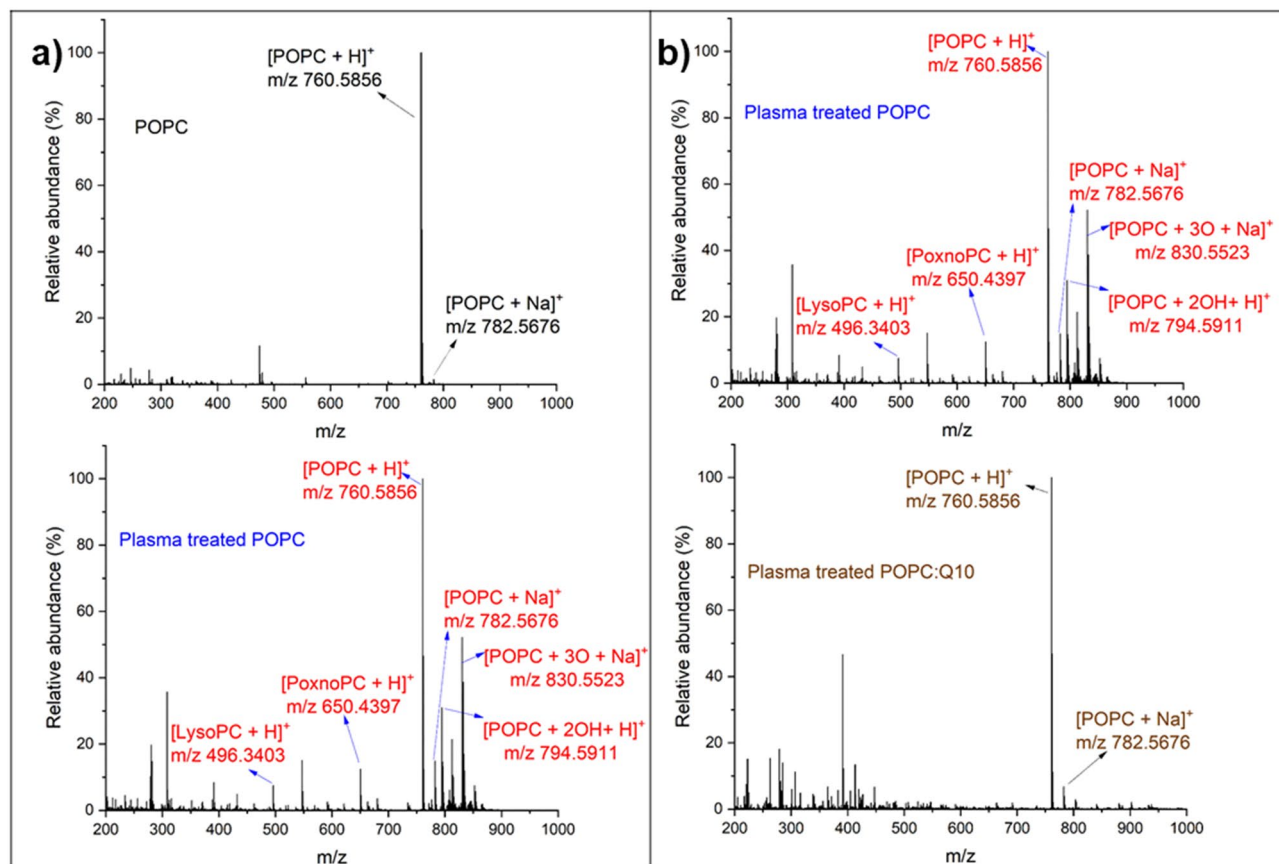 a)
Relative abundance (%)
100
80
60
40
20
0
[POPC + H]⁺
m/z 760.5856
POPC
[POPC + Na]⁺
m/z 782.5676
200 300 400 500 600 700 800 900 1000
m/z
Relative abundance (%)
100
80
60
40
20
0
[POPC + H]⁺
m/z 760.5856
Plasma treated POPC
[POPC + Na]⁺
m/z 782.5676
[POPC + 3O + Na]⁺
m/z 830.5523
[PoxnoPC + H]⁺
m/z 650.4397
[POPC + 2OH+ H]⁺
m/z 794.5911
[LysoPC + H]⁺
m/z 496.3403
200 300 400 500 600 700 800 900 1000
m/z
b)
Relative abundance (%)
100
80
60
40
20
0
[POPC + H]⁺
m/z 760.5856
Plasma treated POPC
[POPC + Na]⁺
m/z 782.5676
[POPC + 3O + Na]⁺
m/z 830.5523
[PoxnoPC + H]⁺
m/z 650.4397
[POPC + 2OH+ H]⁺
m/z 794.5911
[LysoPC + H]⁺
m/z 496.3403
200 300 400 500 600 700 800 900 1000
m/z
Relative abundance (%)
100
80
60
40
20
0
[POPC + H]⁺
m/z 760.5856
Plasma treated POPC:Q10
[POPC + Na]⁺
m/z 782.5676
200 300 400 500 600 700 800 900 1000
m/z